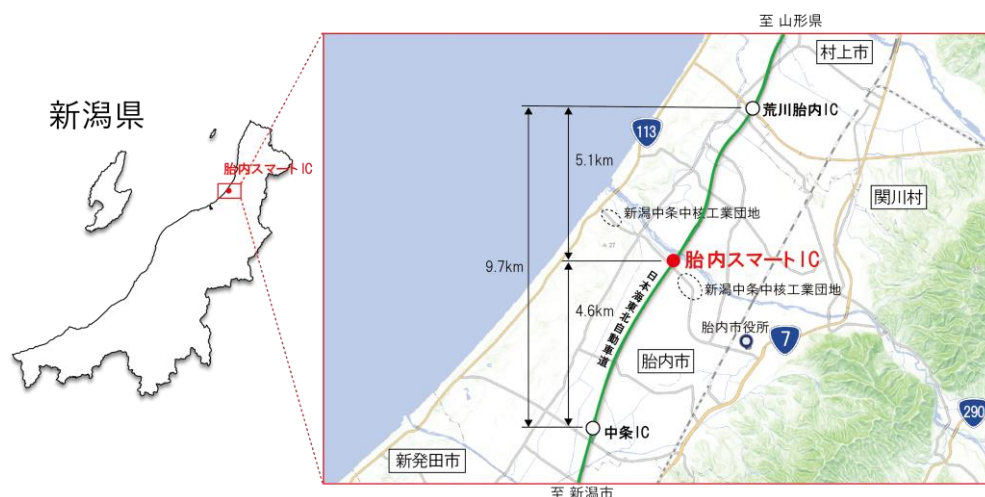 新潟県
胎内スマートIC
至 山形県
村上市
荒川胎内IC
113
5.1km
関川村
新潟中条中核工業団地
27
胎内スマートIC
9.7km
日本海東北自動車道
新潟中条中核工業団地
4.6km
胎内市役所
7
胎内市
290
中条IC
新発田市
至 新潟市